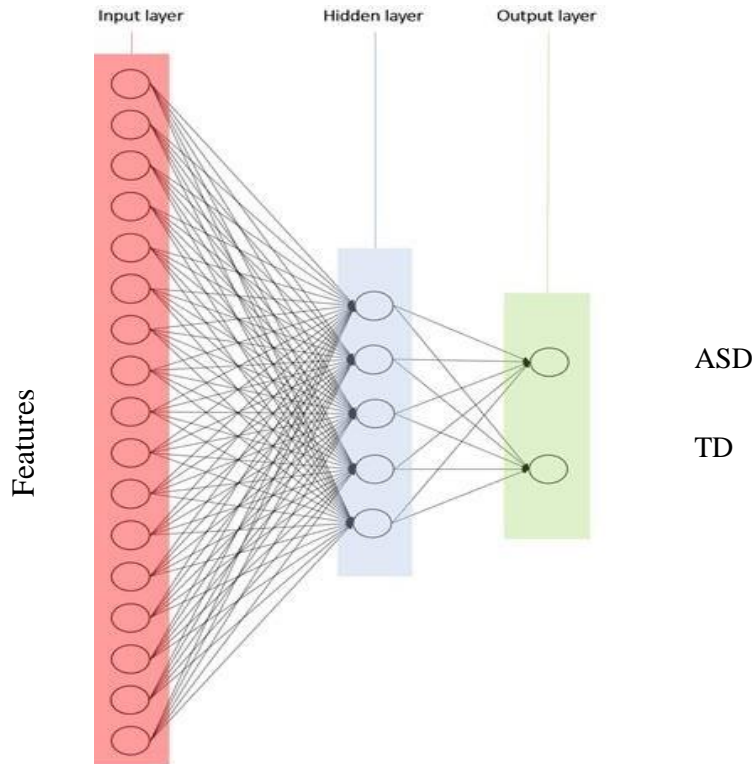 Input layer
Hidden layer
Output layer
Features
ASD
TD